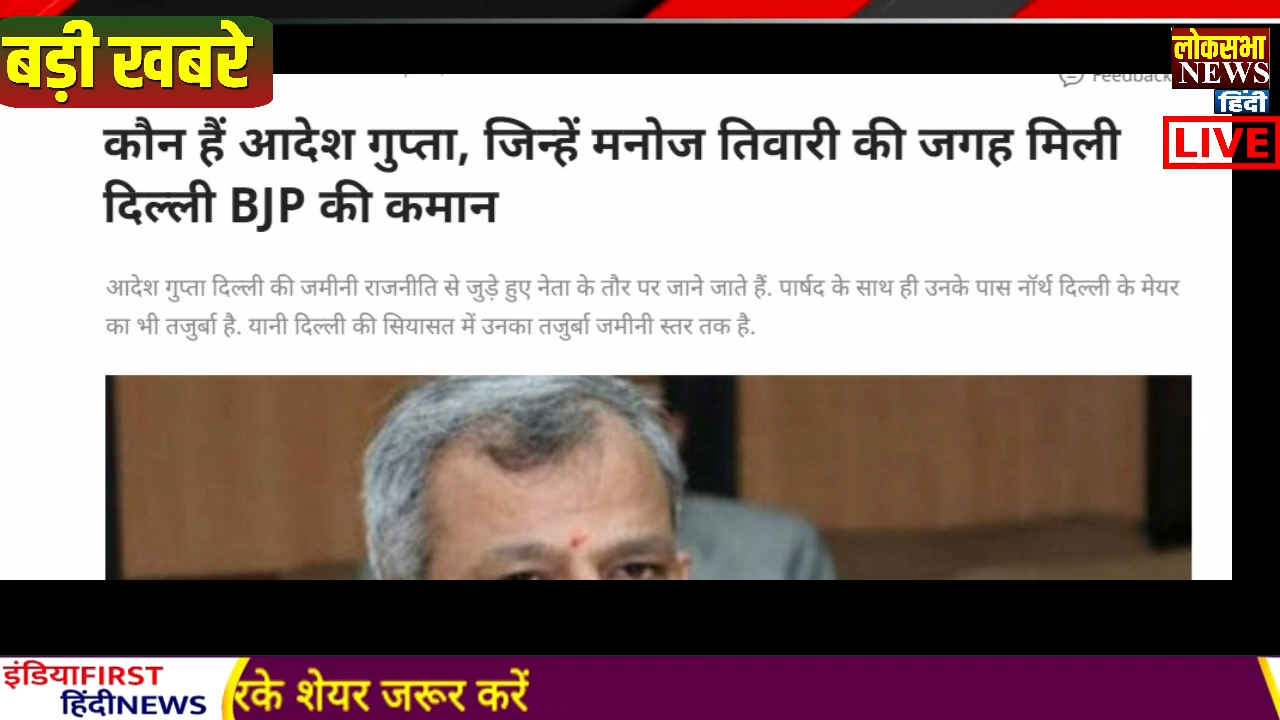 बड़ी खबरे
लोकसभा
NEWS
हिंदी
LIVE
Feedback
कौन हैं आदेश गुप्ता, जिन्हें मनोज तिवारी की जगह मिली
दिल्ली BJP की कमान
आदेश गुप्ता दिल्ली की जमीनी राजनीति से जुड़े हुए नेता के तौर पर जाने जाते हैं. पार्षद के साथ ही उनके पास नॉर्थ दिल्ली के मेयर
का भी तजुर्बा है. यानी दिल्ली की सियासत में उनका तजुर्बा जमीनी स्तर तक है.
इंडियाFIRST
हिंदीNEWS
रके शेयर जरूर करें